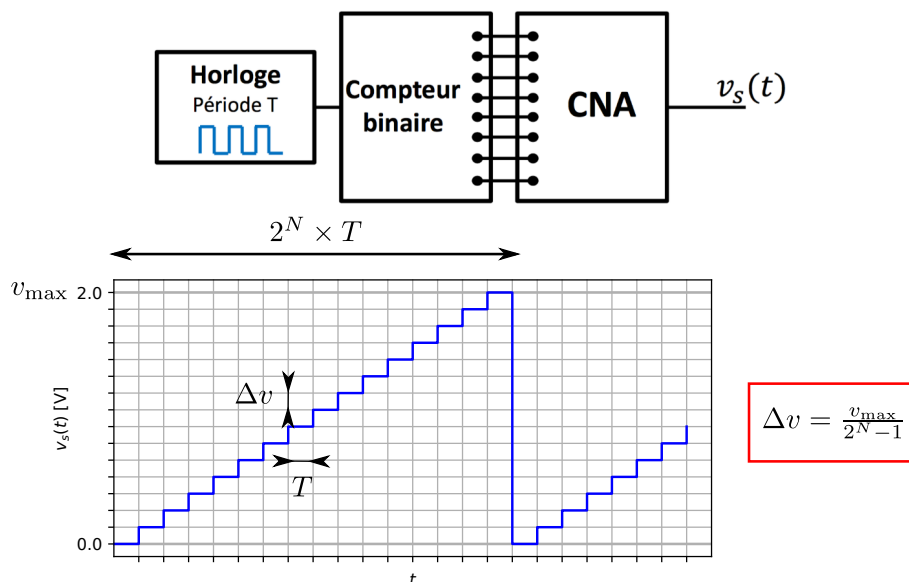 Horloge
Période T
Compteur
binaire
CNA
v_s(t)
2^N × T
v_max 2.0
Δv
T
v_s(t) [V]
0.0
t
Δv = v_max / 2^N−1